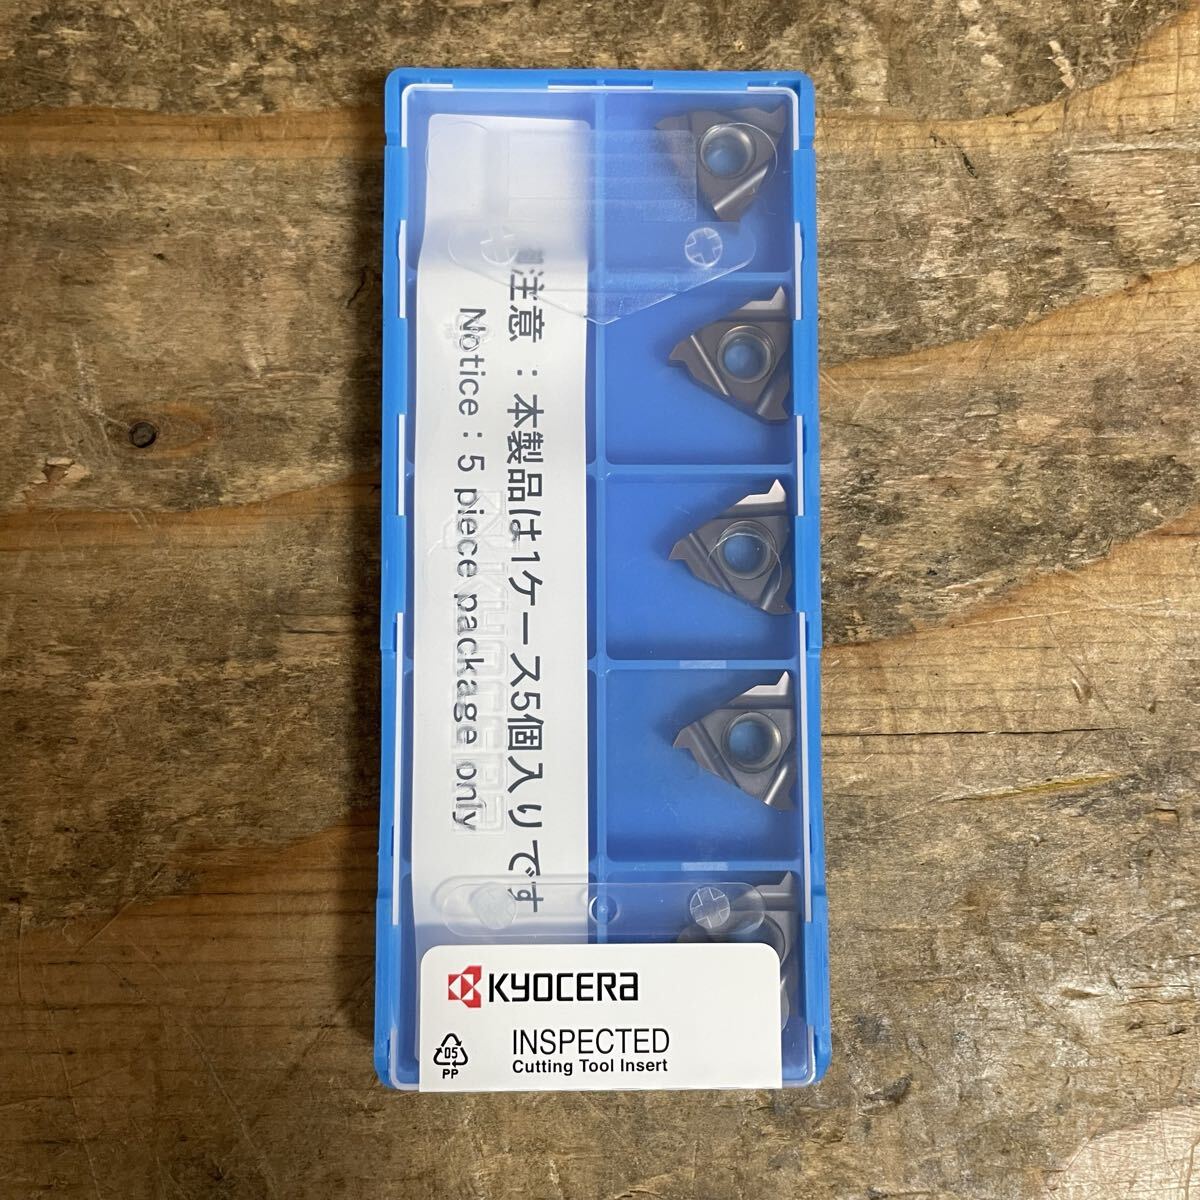 注意：本製品は1ケース5個入りです
Notice : 5 piece package only
KYOCERA
KYOCERA
INSPECTED
Cutting Tool Insert
05
PP